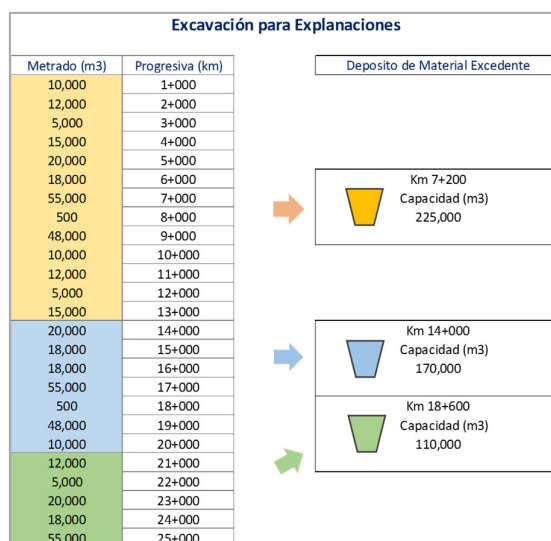 Excavación para Explanaciones
Metrado (m3) Progresiva (km) Deposito de Material Excedente
10,000 1+000
12,000 2+000
5,000 3+000
15,000 4+000
20,000 5+000
18,000 6+000 Km 7+200
55,000 7+000 Capacidad (m3)
500 8+000 225,000
48,000 9+000
10,000 10+000
12,000 11+000
5,000 12+000
15,000 13+000
20,000 14+000 Km 14+000
18,000 15+000 Capacidad (m3)
18,000 16+000 170,000
55,000 17+000
500 18+000 Km 18+600
48,000 19+000 Capacidad (m3)
10,000 20+000 110,000
12,000 21+000
5,000 22+000
20,000 23+000
18,000 24+000
55,000 25+000